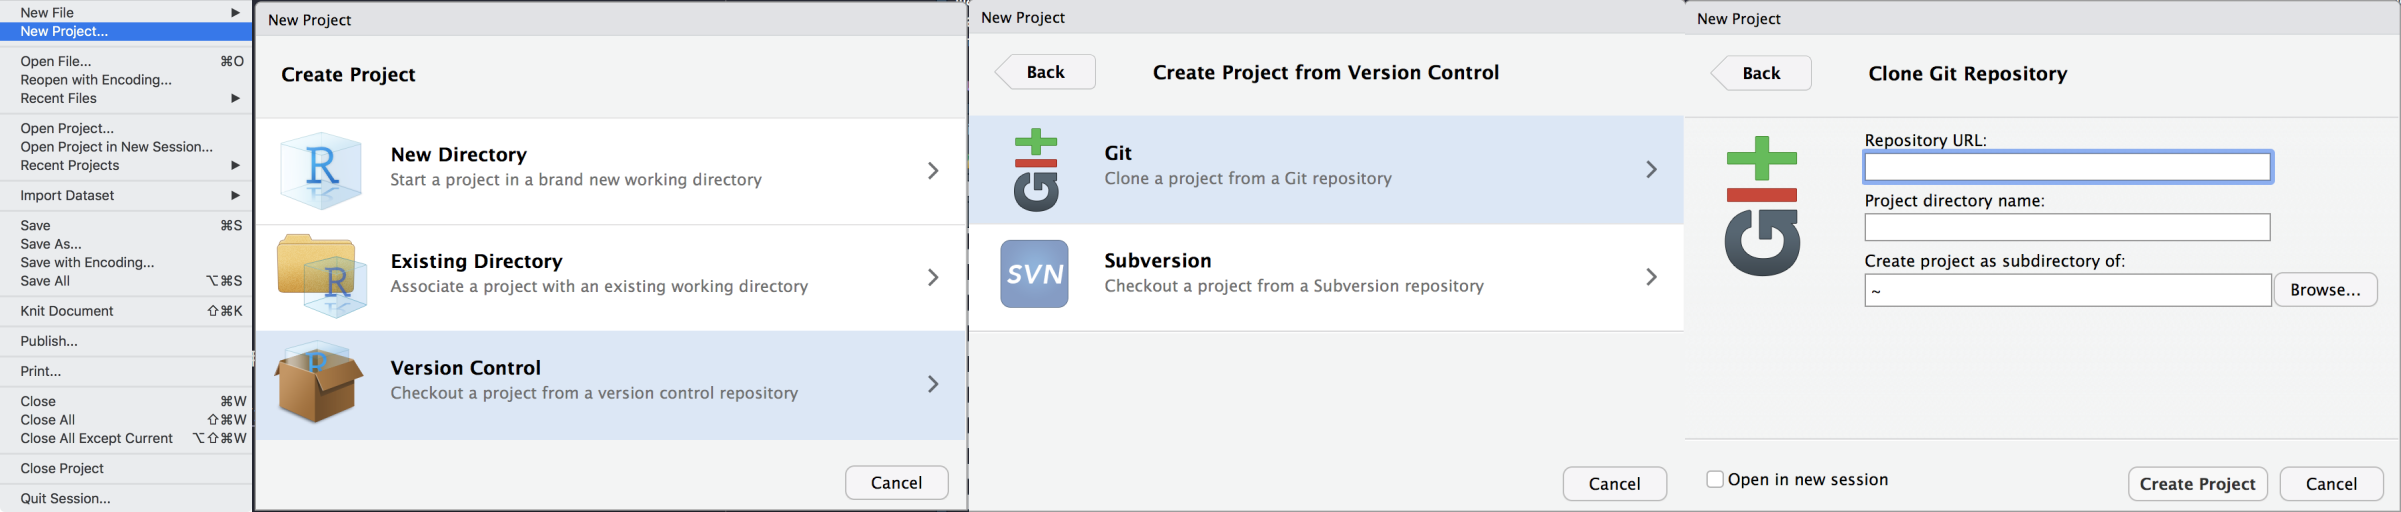 New File ▶
New Project...
Open File... ⌘O
Reopen with Encoding...
Recent Files ▶
Open Project...
Open Project in New Session...
Recent Projects ▶
Import Dataset ▶
Save ⌘S
Save As...
Save with Encoding...
Save All ⌥⌘S
Knit Document ⇧⌘K
Publish...
Print...
Close ⌘W
Close All ⇧⌘W
Close All Except Current ⌥⇧⌘W
Close Project
Quit Session...
New Project
Create Project
R
New Directory
Start a project in a brand new working directory
R
Existing Directory
Associate a project with an existing working directory
R
Version Control
Checkout a project from a version control repository
Cancel
New Project
Back
Create Project from Version Control
Git
Git
Clone a project from a Git repository
SVN
Subversion
Checkout a project from a Subversion repository
Cancel
New Project
Back
Clone Git Repository
Git
Repository URL:
Project directory name:
Create project as subdirectory of:
~
Browse...
Open in new session
Create Project
Cancel